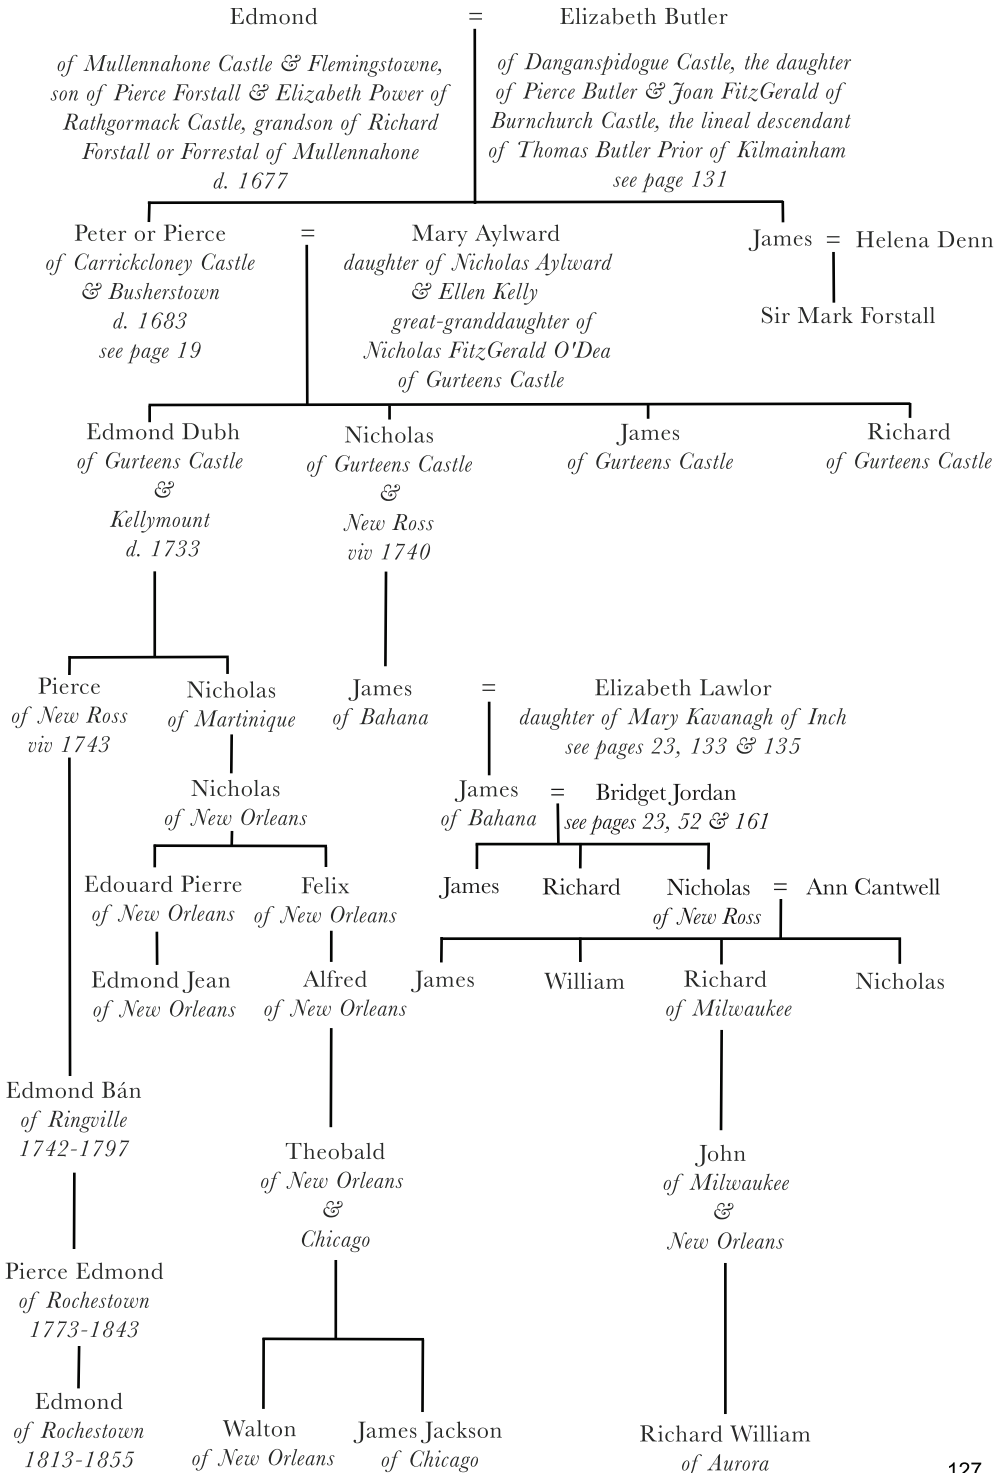 Edmond = Elizabeth Butler
of Mullennahone Castle & Flemingstowne,
son of Pierce Forstall & Elizabeth Power of
Rathgormack Castle, grandson of Richard
Forstall or Forrestal of Mullennahone
d. 1677
of Danganspidogue Castle, the daughter
of Pierce Butler & Joan FitzGerald of
Burnchurch Castle, the lineal descendant
of Thomas Butler Prior of Kilmainham
see page 131
Peter or Pierce = Mary Aylward
of Carrickcloney Castle
& Busherstown
d. 1683
see page 19
daughter of Nicholas Aylward
& Ellen Kelly
great-granddaughter of
Nicholas FitzGerald O'Dea
of Gurteens Castle
James = Helena Denn
Sir Mark Forstall
Edmond Dubh
of Gurteens Castle
&
Kellymount
d. 1733
Nicholas
of Gurteens Castle
&
New Ross
viv 1740
James
of Gurteens Castle
Richard
of Gurteens Castle
Pierce
of New Ross
viv 1743
Nicholas
of Martinique
James = Elizabeth Lawlor
of Bahana
daughter of Mary Kavanagh of Inch
see pages 23, 133 & 135
Nicholas
of New Orleans
James = Bridget Jordan
of Bahana
see pages 23, 52 & 161
Edouard Pierre
of New Orleans
Felix
of New Orleans
James
Richard
Nicholas = Ann Cantwell
of New Ross
Edmond Jean
of New Orleans
Alfred
of New Orleans
James
William
Richard
of Milwaukee
Nicholas
Edmond Bán
of Ringville
1742-1797
Theobald
of New Orleans
&
Chicago
John
of Milwaukee
&
New Orleans
Pierce Edmond
of Rochestown
1773-1843
Edmond
of Rochestown
1813-1855
Walton
of New Orleans
James Jackson
of Chicago
Richard William
of Aurora
127